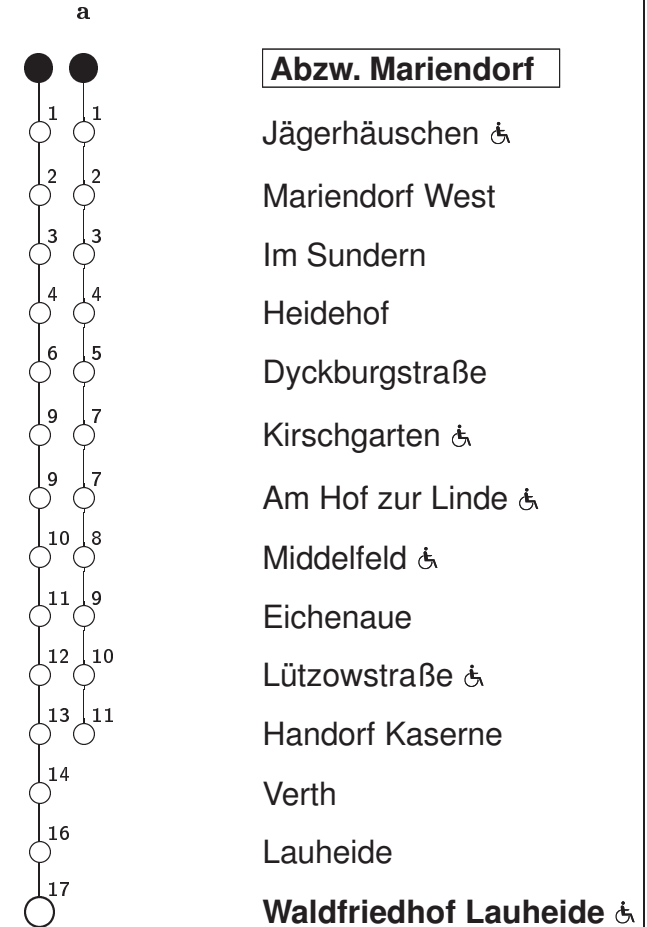 a
Abzw. Mariendorf
1 1 Jägerhäuschen
2 2 Mariendorf West
3 3 Im Sundern
4 4 Heidehof
6 5 Dyckburgstraße
9 7 Kirschgarten
9 7 Am Hof zur Linde
10 8 Middelfeld
11 9 Eichenaue
12 10 Lützowstraße
13 11 Handorf Kaserne
14 Verth
16 Lauheide
17 Waldfriedhof Lauheide